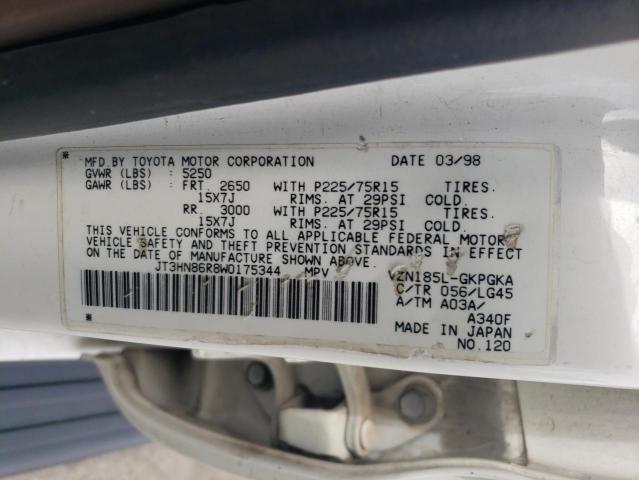 MFD.BY TOYOTA MOTOR CORPORATION DATE 03/98
GVWR (LBS) : 5250
GAWR (LBS) : FRT. 2650 WITH P225/75R15 TIRES.
15X7J RIMS. AT 29PSI COLD.
RR. 3000 WITH P225/75R15 TIRES.
15X7J RIMS. AT 29PSI COLD.
THIS VEHICLE CONFORMS TO ALL APPLICABLE FEDERAL MOTOR
VEHICLE SAFETY AND THEFT PREVENTION STANDARDS IN EFFECT
ON THE DATE OF MANUFACTURE SHOWN ABOVE.
JT3HN86R8W0175344 MPV VZN185L-GKPGKA
C/TR 056/LG45
A/TM A03A/
A340F
MADE IN JAPAN
NO.120